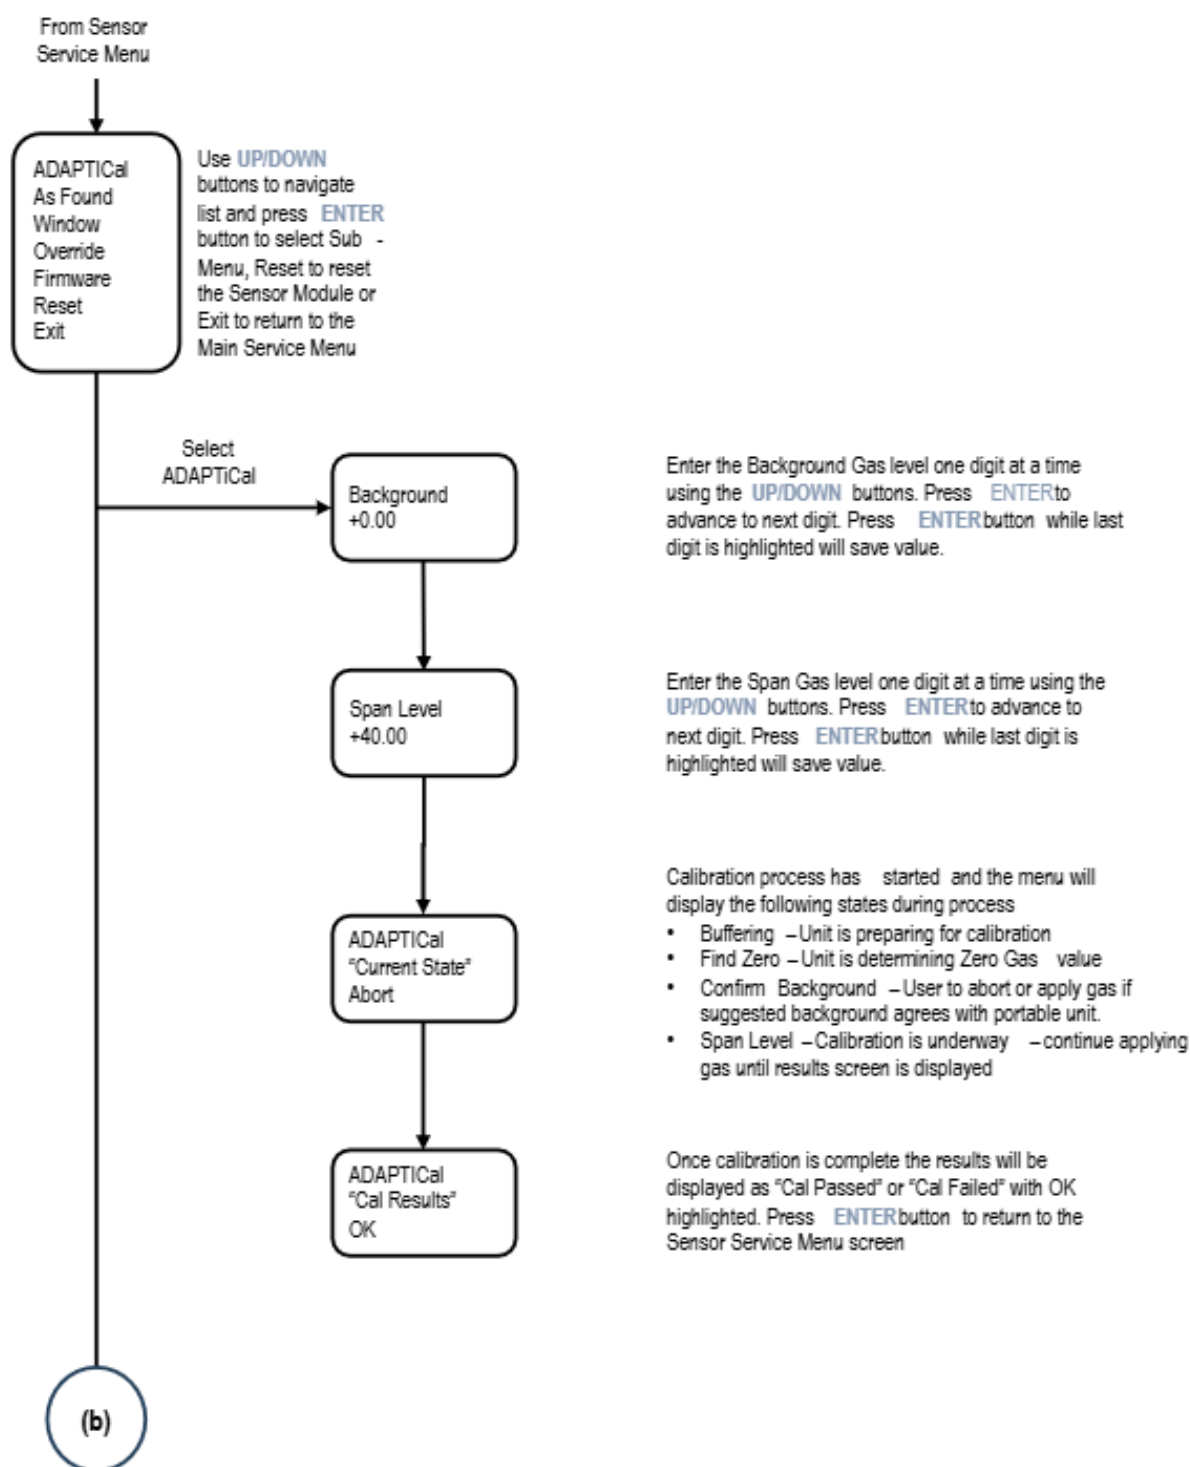 From Sensor
Service Menu
ADAPTICal
As Found
Window
Override
Firmware
Reset
Exit
Use UP/DOWN
buttons to navigate
list and press ENTER
button to select Sub -
Menu, Reset to reset
the Sensor Module or
Exit to return to the
Main Service Menu
Select
ADAPTiCal
Background
+0.00
Enter the Background Gas level one digit at a time
using the UP/DOWN buttons. Press ENTER to
advance to next digit. Press ENTER button while last
digit is highlighted will save value.
Span Level
+40.00
Enter the Span Gas level one digit at a time using the
UP/DOWN buttons. Press ENTER to advance to
next digit. Press ENTER button while last digit is
highlighted will save value.
ADAPTICal
"Current State"
Abort
Calibration process has started and the menu will
display the following states during process
• Buffering – Unit is preparing for calibration
• Find Zero – Unit is determining Zero Gas value
• Confirm Background – User to abort or apply gas if
suggested background agrees with portable unit.
• Span Level – Calibration is underway – continue applying
gas until results screen is displayed
ADAPTICal
"Cal Results"
OK
Once calibration is complete the results will be
displayed as "Cal Passed" or "Cal Failed" with OK
highlighted. Press ENTER button to return to the
Sensor Service Menu screen
(b)